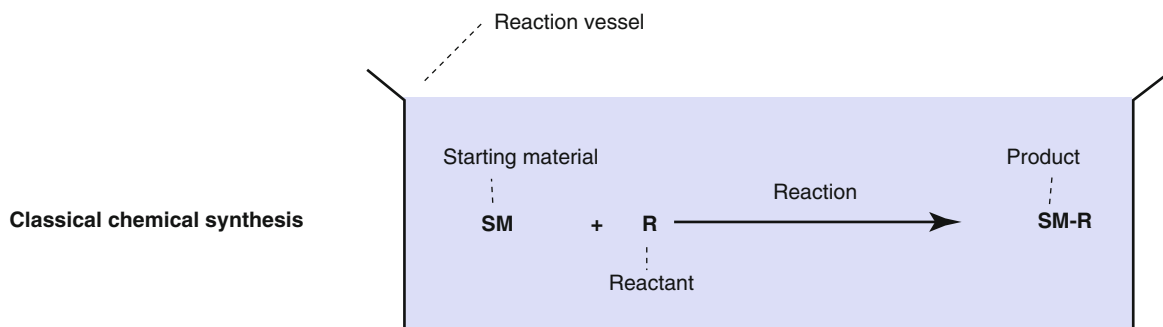 Reaction vessel
Starting material
Product
Reaction
Classical chemical synthesis
SM + R
SM-R
Reactant